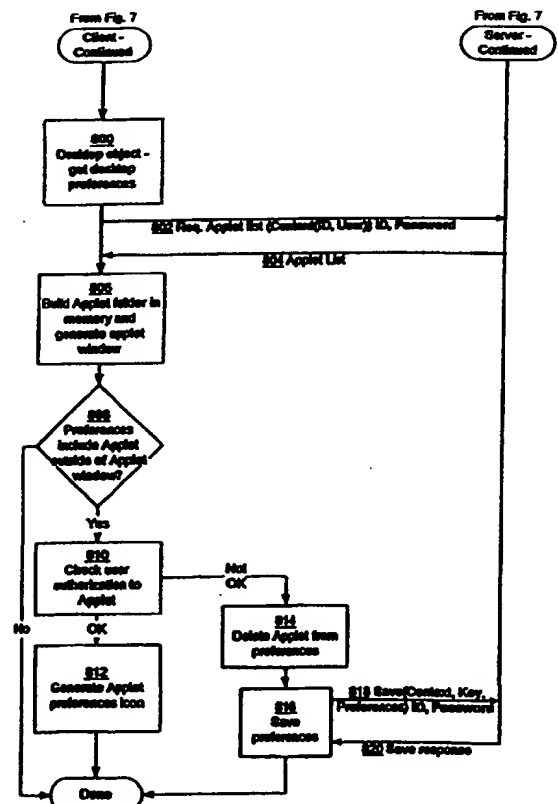 From Fig. 7
Client -
Continued
From Fig. 7
Server -
Continued
800
Desktop object -
get desktop
preferences
802 Req. Applet list (Context(ID, User)) ID, Password
804 Applet List
805
Build Applet folder in
memory and
generate applet
window
Preferences
include Applet
outside of Applet
window?
Yes
No
810
Check user
authorization to
Applet
Not
OK
OK
812
Generate Applet
preferences icon
814
Delete Applet from
preferences
816
Save
preferences
818 Save(Context, Key,
Preferences) ID, Password
820 Save response
Done